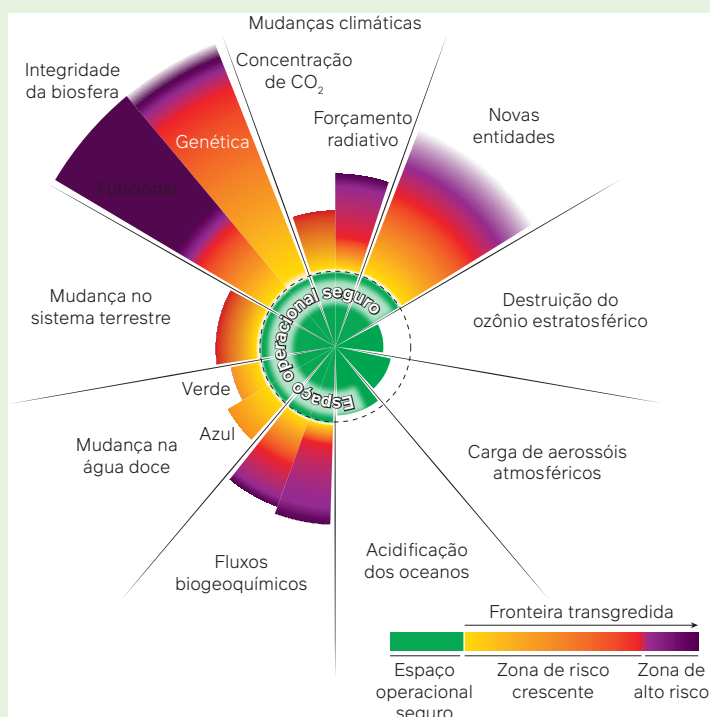 Mudanças climáticas
Concentração
de CO₂
Integridade
da biosfera
Forçamento
radiativo
Novas
entidades
Genética
Funcional
Espaço operacional seguro
Mudança no
sistema terrestre
Destruição do
ozônio estratosférico
Verde
Azul
Mudança na
água doce
Carga de aerossóis
atmosféricos
Fluxos
biogeoquímicos
Acidificação
dos oceanos
Fronteira transgredida
Espaço
operacional
seguro
Zona de risco
crescente
Zona de
alto risco